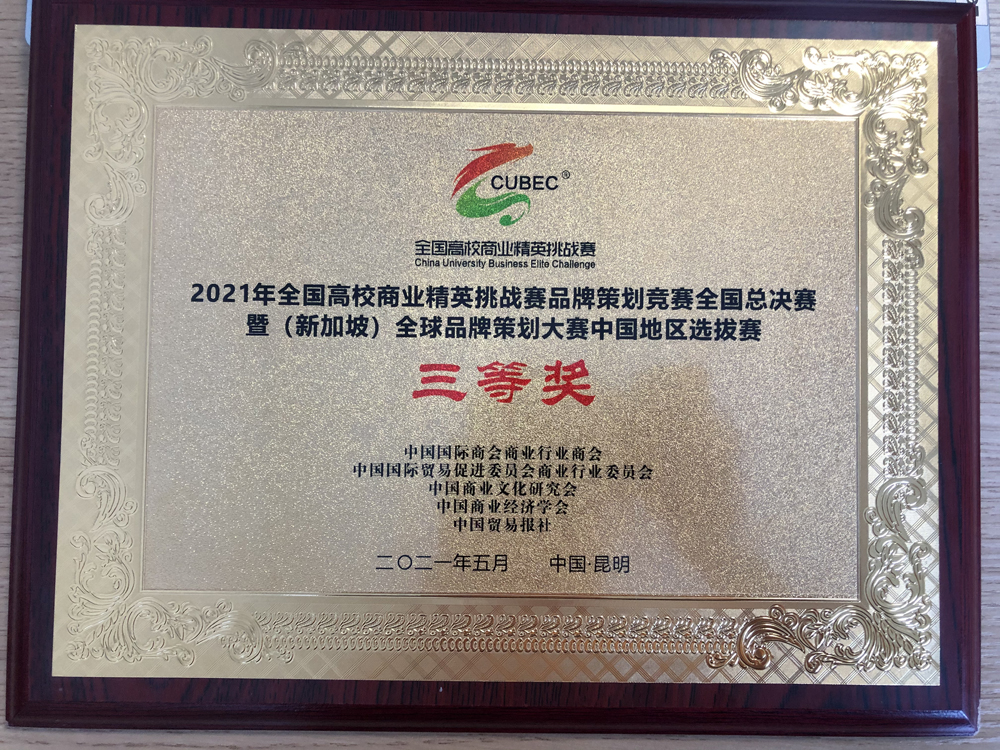 CUBEC®
全国高校商业精英挑战赛
China University Business Elite Challenge
2021年全国高校商业精英挑战赛品牌策划竞赛全国总决赛
暨（新加坡）全球品牌策划大赛中国地区选拔赛
三等奖
中国国际商会商业行业商会
中国国际贸易促进委员会商业行业委员会
中国商业文化研究会
中国商业经济学会
中国贸易报社
二〇二一年五月 中国·昆明